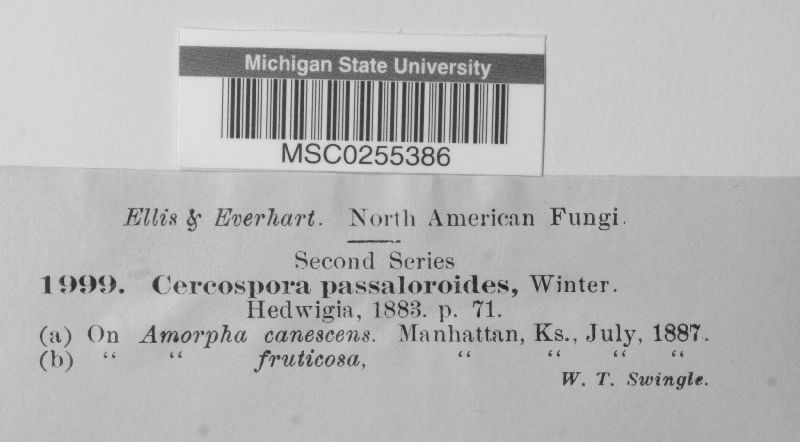 Michigan State University
MSC0255386
Ellis & Everhart. North American Fungi.
Second Series
1999. Cercospora passaloroides, Winter.
Hedwigia, 1883. p. 71.
(a) On Amorpha canescens. Manhattan, Ks., July, 1887.
(b) “ “ fruticosa, “ “ “ “
W. T. Swingle.